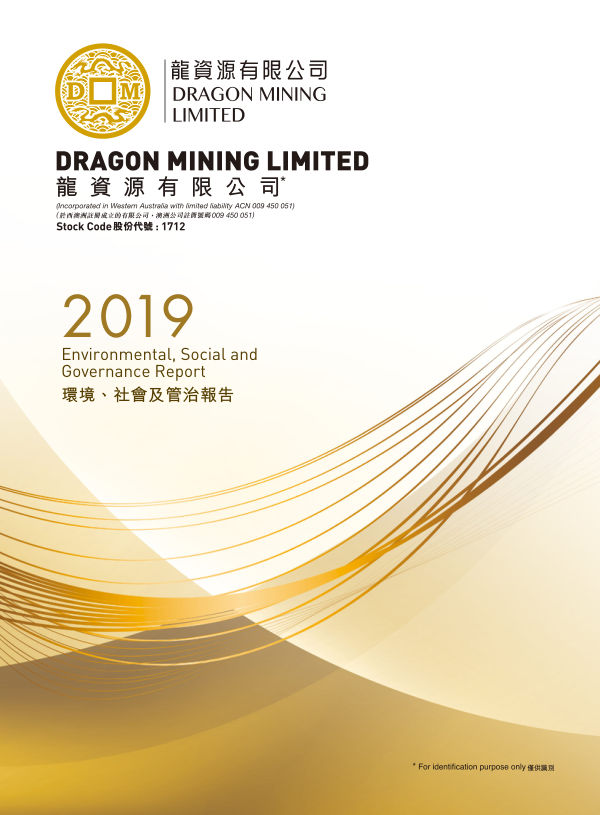 D M
龍資源有限公司
DRAGON MINING
LIMITED
DRAGON MINING LIMITED
龍資源有限公司*
(Incorporated in Western Australia with limited liability ACN 009 450 051)
(於西澳洲註冊成立的有限公司，澳洲公司註冊號碼009 450 051)
Stock Code 股份代號 : 1712
2019
Environmental, Social and
Governance Report
環境、社會及管治報告
* For identification purpose only 僅供識別